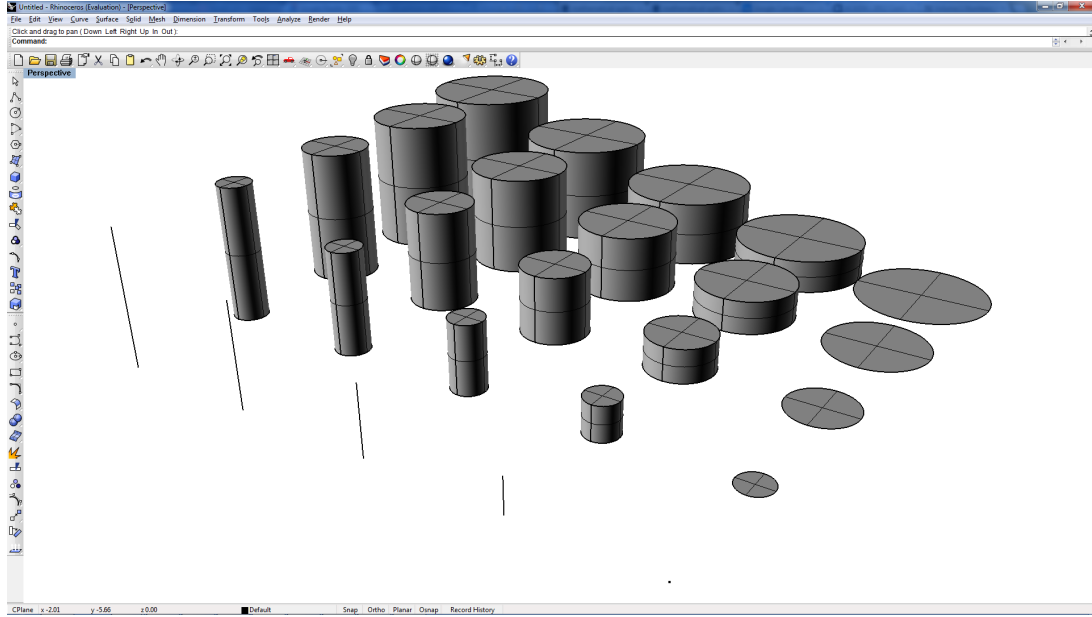 Untitled - Rhinoceros (Evaluation) - [Perspective]
File Edit View Curve Surface Solid Mesh Dimension Transform Tools Analyze Render Help
Click and drag to pan ( Down Left Right Up In Out ):
Command:
Perspective
CPlane x -2.01 y -5.66 z 0.00 Default Snap Ortho Planar Osnap Record History